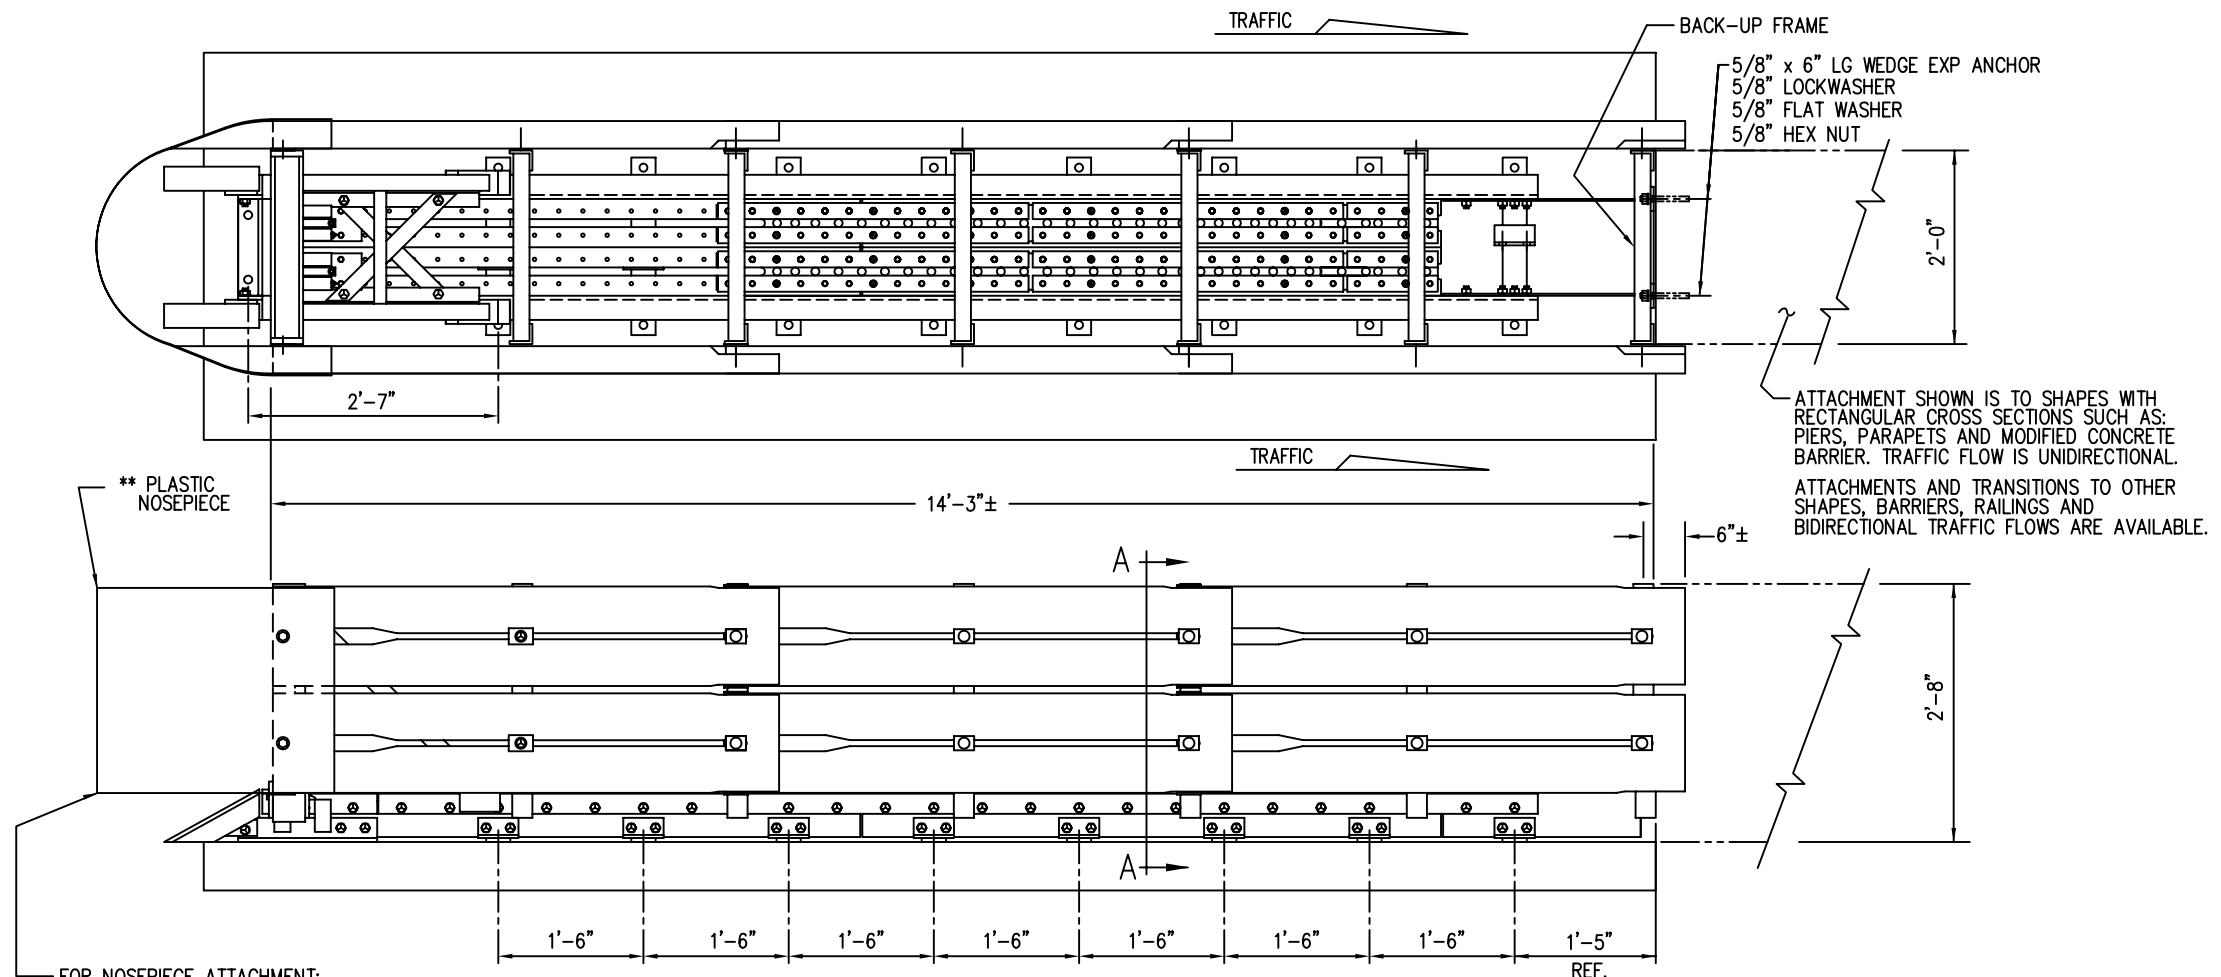 TRAFFIC
BACK-UP FRAME
5/8" x 6" LG WEDGE EXP ANCHOR
5/8" LOCKWASHER
5/8" FLAT WASHER
5/8" HEX NUT
2'-0"
2'-7"
ATTACHMENT SHOWN IS TO SHAPES WITH
RECTANGULAR CROSS SECTIONS SUCH AS:
PIERS, PARAPETS AND MODIFIED CONCRETE
BARRIER. TRAFFIC FLOW IS UNIDIRECTIONAL.
ATTACHMENTS AND TRANSITIONS TO OTHER
SHAPES, BARRIERS, RAILINGS AND
BIDIRECTIONAL TRAFFIC FLOWS ARE AVAILABLE.
TRAFFIC
** PLASTIC
NOSEPIECE
14'-3"±
6"±
A
2'-8"
A
1'-6"
1'-6"
1'-6"
1'-6"
1'-6"
1'-6"
1'-6"
1'-5"
REF.
FOR NOSEPIECE ATTACHMENT: